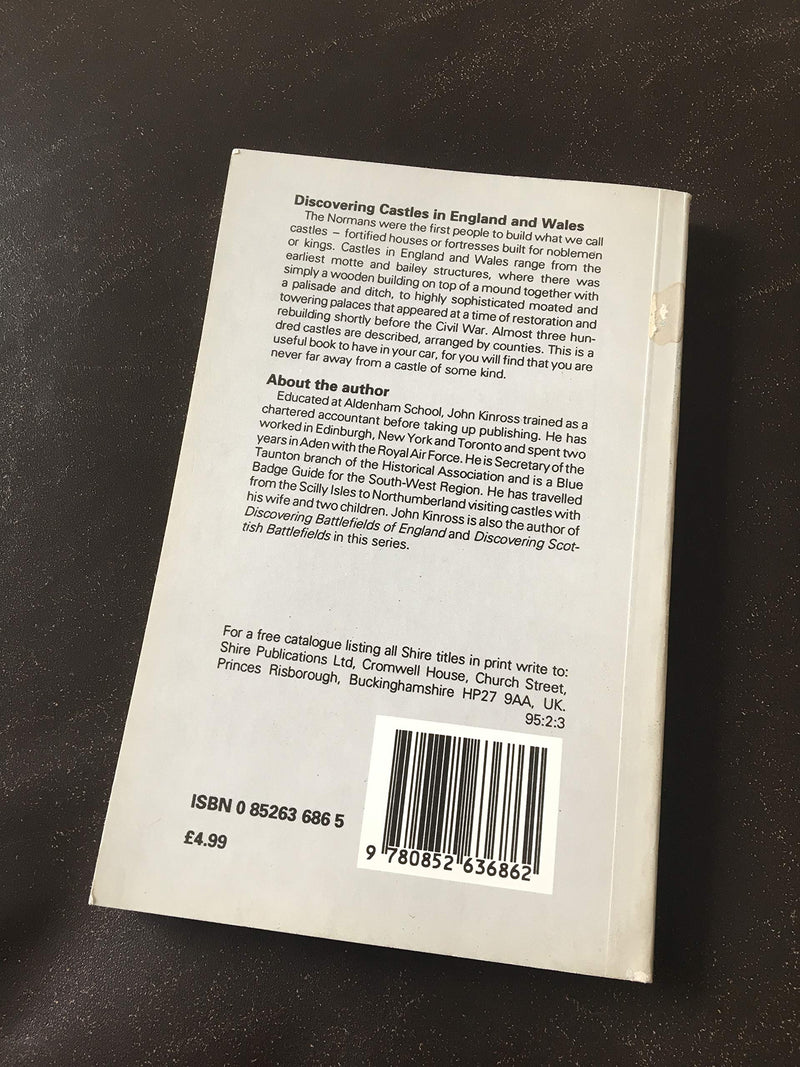 Discovering Castles in England and Wales
The Normans were the first people to build what we call
castles – fortified houses or fortresses built for noblemen
or kings. Castles in England and Wales range from the
earliest motte and bailey structures, where there was
simply a wooden building on top of a mound together with
a palisade and ditch, to highly sophisticated moated and
towering palaces that appeared at a time of restoration and
rebuilding shortly before the Civil War. Almost three hun-
dred castles are described, arranged by counties. This is a
useful book to have in your car, for you will find that you are
never far away from a castle of some kind.
About the author
Educated at Aldenham School, John Kinross trained as a
chartered accountant before taking up publishing. He has
worked in Edinburgh, New York and Toronto and spent two
years in Aden with the Royal Air Force. He is Secretary of the
Taunton branch of the Historical Association and is a Blue
Badge Guide for the South-West Region. He has travelled
from the Scilly Isles to Northumberland visiting castles with
his wife and two children. John Kinross is also the author of
Discovering Battlefields of England and Discovering Scot-
tish Battlefields in this series.
For a free catalogue listing all Shire titles in print write to:
Shire Publications Ltd, Cromwell House, Church Street,
Princes Risborough, Buckinghamshire HP27 9AA, UK.
95:2:3
ISBN 0 85263 686 5
£4.99
9 780852 636862